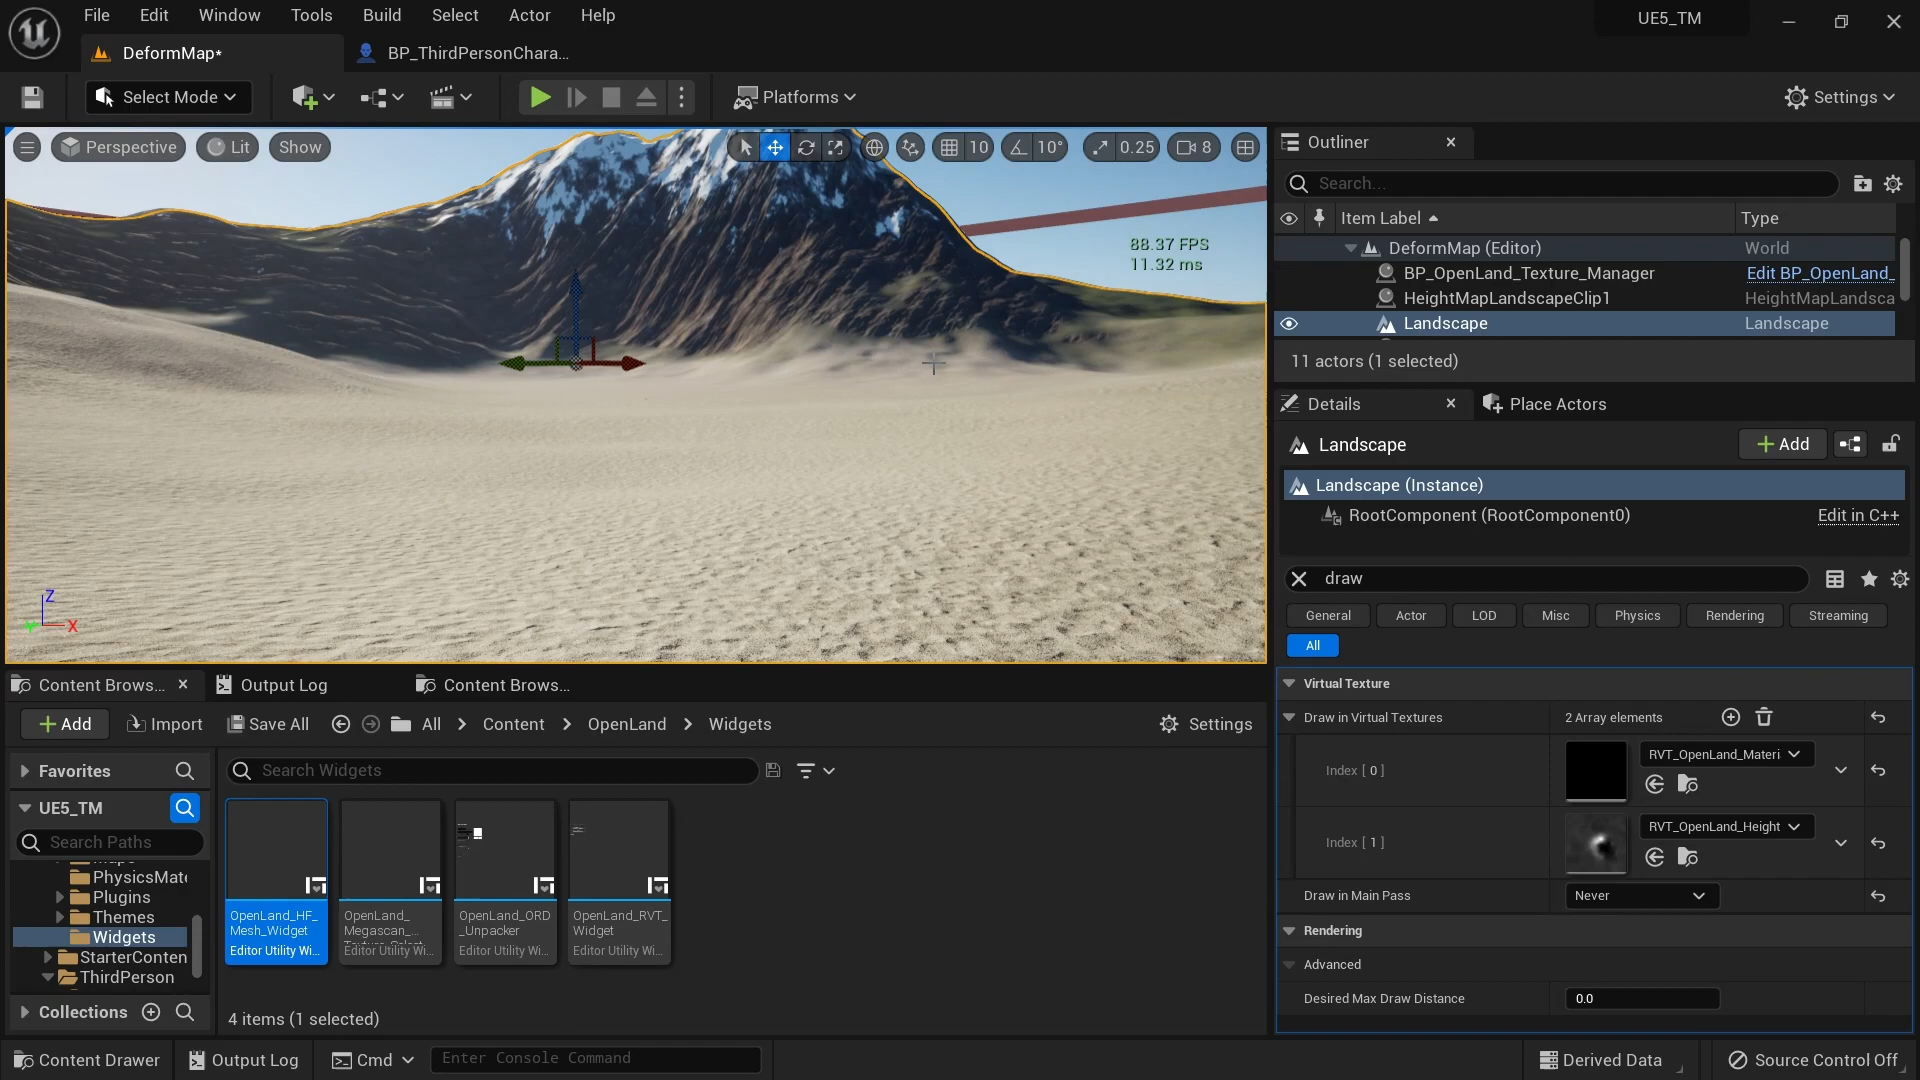 File Edit Window Tools Build Select Actor Help
UE5_TM
DeformMap*
BP_ThirdPersonChara...
Select Mode
Platforms
Settings
Perspective
Lit
Show
10
10°
0.25
8
88.37 FPS
11.32 ms
Z
X
Outliner
Search...
Item Label
Type
DeformMap (Editor)
World
BP_OpenLand_Texture_Manager
Edit BP_OpenLand_
HeightMapLandscapeClip1
HeightMapLandsca
Landscape
Landscape
11 actors (1 selected)
Details
Place Actors
Landscape
Add
Landscape (Instance)
RootComponent (RootComponent0)
Edit in C++
draw
General
Actor
LOD
Misc
Physics
Rendering
Streaming
All
Virtual Texture
Draw in Virtual Textures
2 Array elements
Index [ 0 ]
RVT_OpenLand_Materi
Index [ 1 ]
RVT_OpenLand_Height
Draw in Main Pass
Never
Rendering
Advanced
Desired Max Draw Distance
0.0
Content Brows...
Output Log
Content Brows...
Add
Import
Save All
All
Content
OpenLand
Widgets
Settings
Favorites
Search Widgets
UE5_TM
Search Paths
PhysicsMate
Plugins
Themes
Widgets
StarterConten
ThirdPerson
Collections
OpenLand_HF_
Mesh_Widget
Editor Utility Wi...
OpenLand_
Megascan_...
Editor Utility Wi...
OpenLand_ORD
_Unpacker
Editor Utility Wi...
OpenLand_RVT_
Widget
Editor Utility Wi...
4 items (1 selected)
Content Drawer
Output Log
Cmd
Enter Console Command
Derived Data
Source Control Off